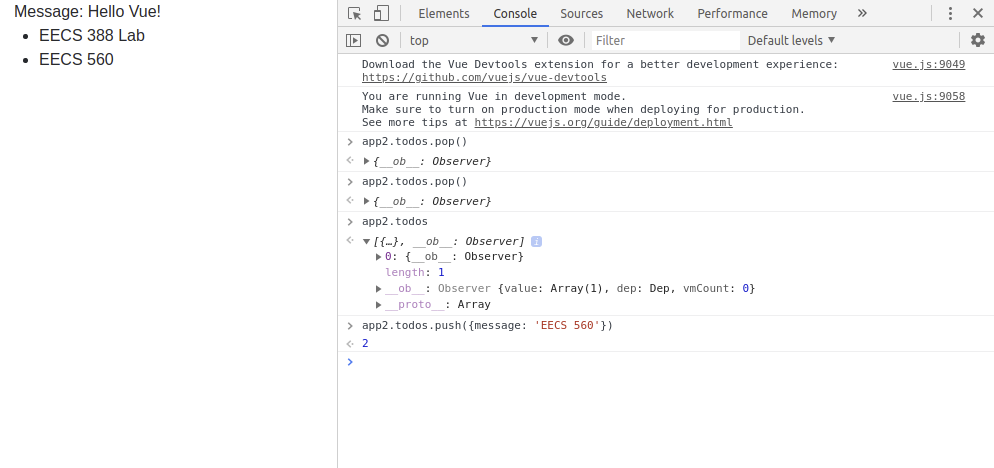 Message: Hello Vue!
EECS 388 Lab
EECS 560
Elements Console Sources Network Performance Memory »
top Filter Default levels
Download the Vue Devtools extension for a better development experience: vue.js:9049
https://github.com/vuejs/vue-devtools
You are running Vue in development mode. vue.js:9058
Make sure to turn on production mode when deploying for production.
See more tips at https://vuejs.org/guide/deployment.html
> app2.todos.pop()
{__ob__: Observer}
> app2.todos.pop()
{__ob__: Observer}
> app2.todos
[{…}, __ob__: Observer] i
0: {__ob__: Observer}
length: 1
__ob__: Observer {value: Array(1), dep: Dep, vmCount: 0}
__proto__: Array
> app2.todos.push({message: 'EECS 560'})
2
>